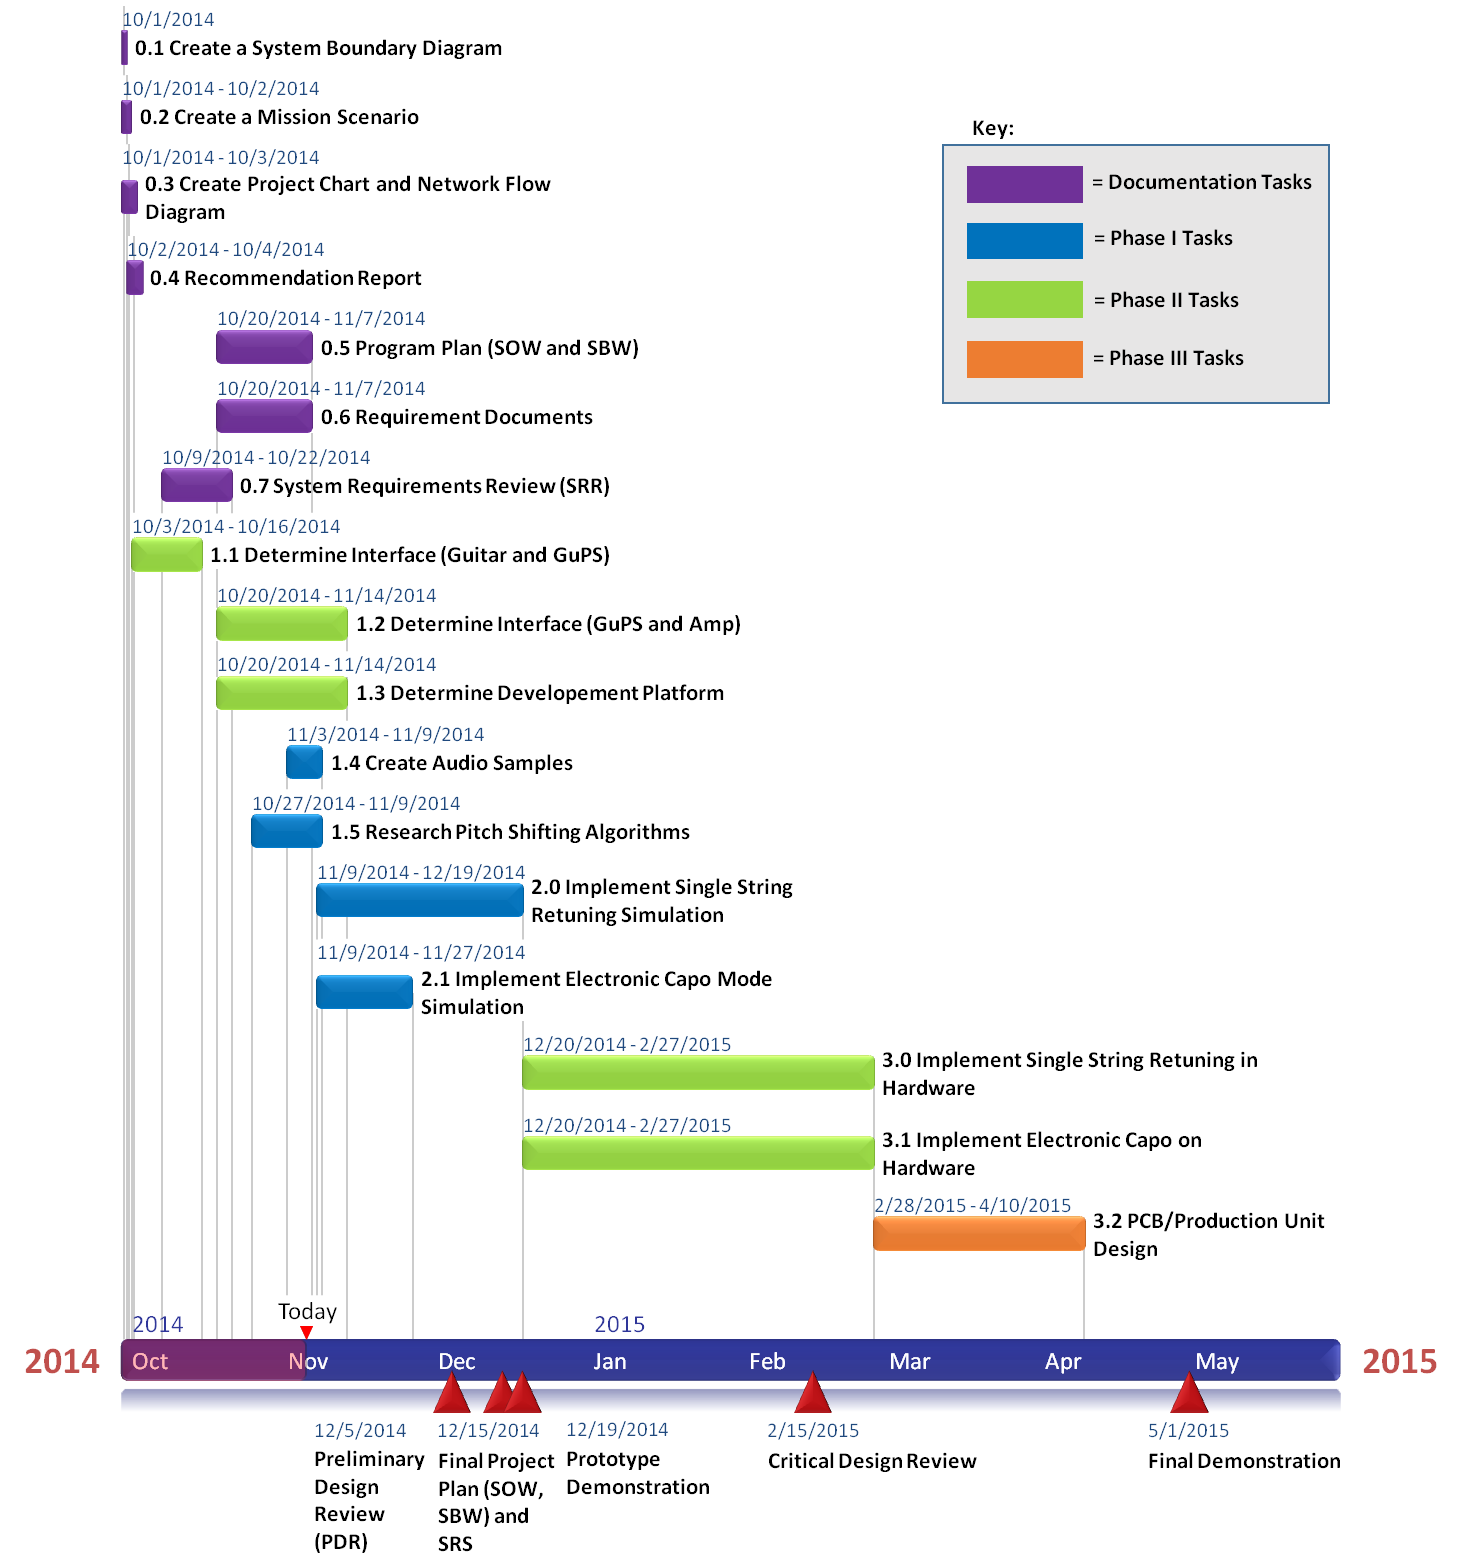 10/1/2014
0.1 Create a System Boundary Diagram
10/1/2014 - 10/2/2014
0.2 Create a Mission Scenario
10/1/2014 - 10/3/2014
0.3 Create Project Chart and Network Flow
Diagram
10/2/2014 - 10/4/2014
0.4 Recommendation Report
10/20/2014 - 11/7/2014
0.5 Program Plan (SOW and SBW)
10/20/2014 - 11/7/2014
0.6 Requirement Documents
10/9/2014 - 10/22/2014
0.7 System Requirements Review (SRR)
10/3/2014 - 10/16/2014
1.1 Determine Interface (Guitar and GuPS)
10/20/2014 - 11/14/2014
1.2 Determine Interface (GuPS and Amp)
10/20/2014 - 11/14/2014
1.3 Determine Developement Platform
11/3/2014 - 11/9/2014
1.4 Create Audio Samples
10/27/2014 - 11/9/2014
1.5 Research Pitch Shifting Algorithms
11/9/2014 - 12/19/2014
2.0 Implement Single String
Retuning Simulation
11/9/2014 - 11/27/2014
2.1 Implement Electronic Capo Mode
Simulation
12/20/2014 - 2/27/2015
3.0 Implement Single String Retuning in
Hardware
12/20/2014 - 2/27/2015
3.1 Implement Electronic Capo on
Hardware
2/28/2015 - 4/10/2015
3.2 PCB/Production Unit
Design
Key:
= Documentation Tasks
= Phase I Tasks
= Phase II Tasks
= Phase III Tasks
Today
2014 2015
2014 Oct Nov Dec Jan Feb Mar Apr May 2015
12/5/2014
Preliminary
Design
Review
(PDR)
12/15/2014
Final Project
Plan (SOW,
SBW) and
SRS
12/19/2014
Prototype
Demonstration
2/15/2015
Critical Design Review
5/1/2015
Final Demonstration